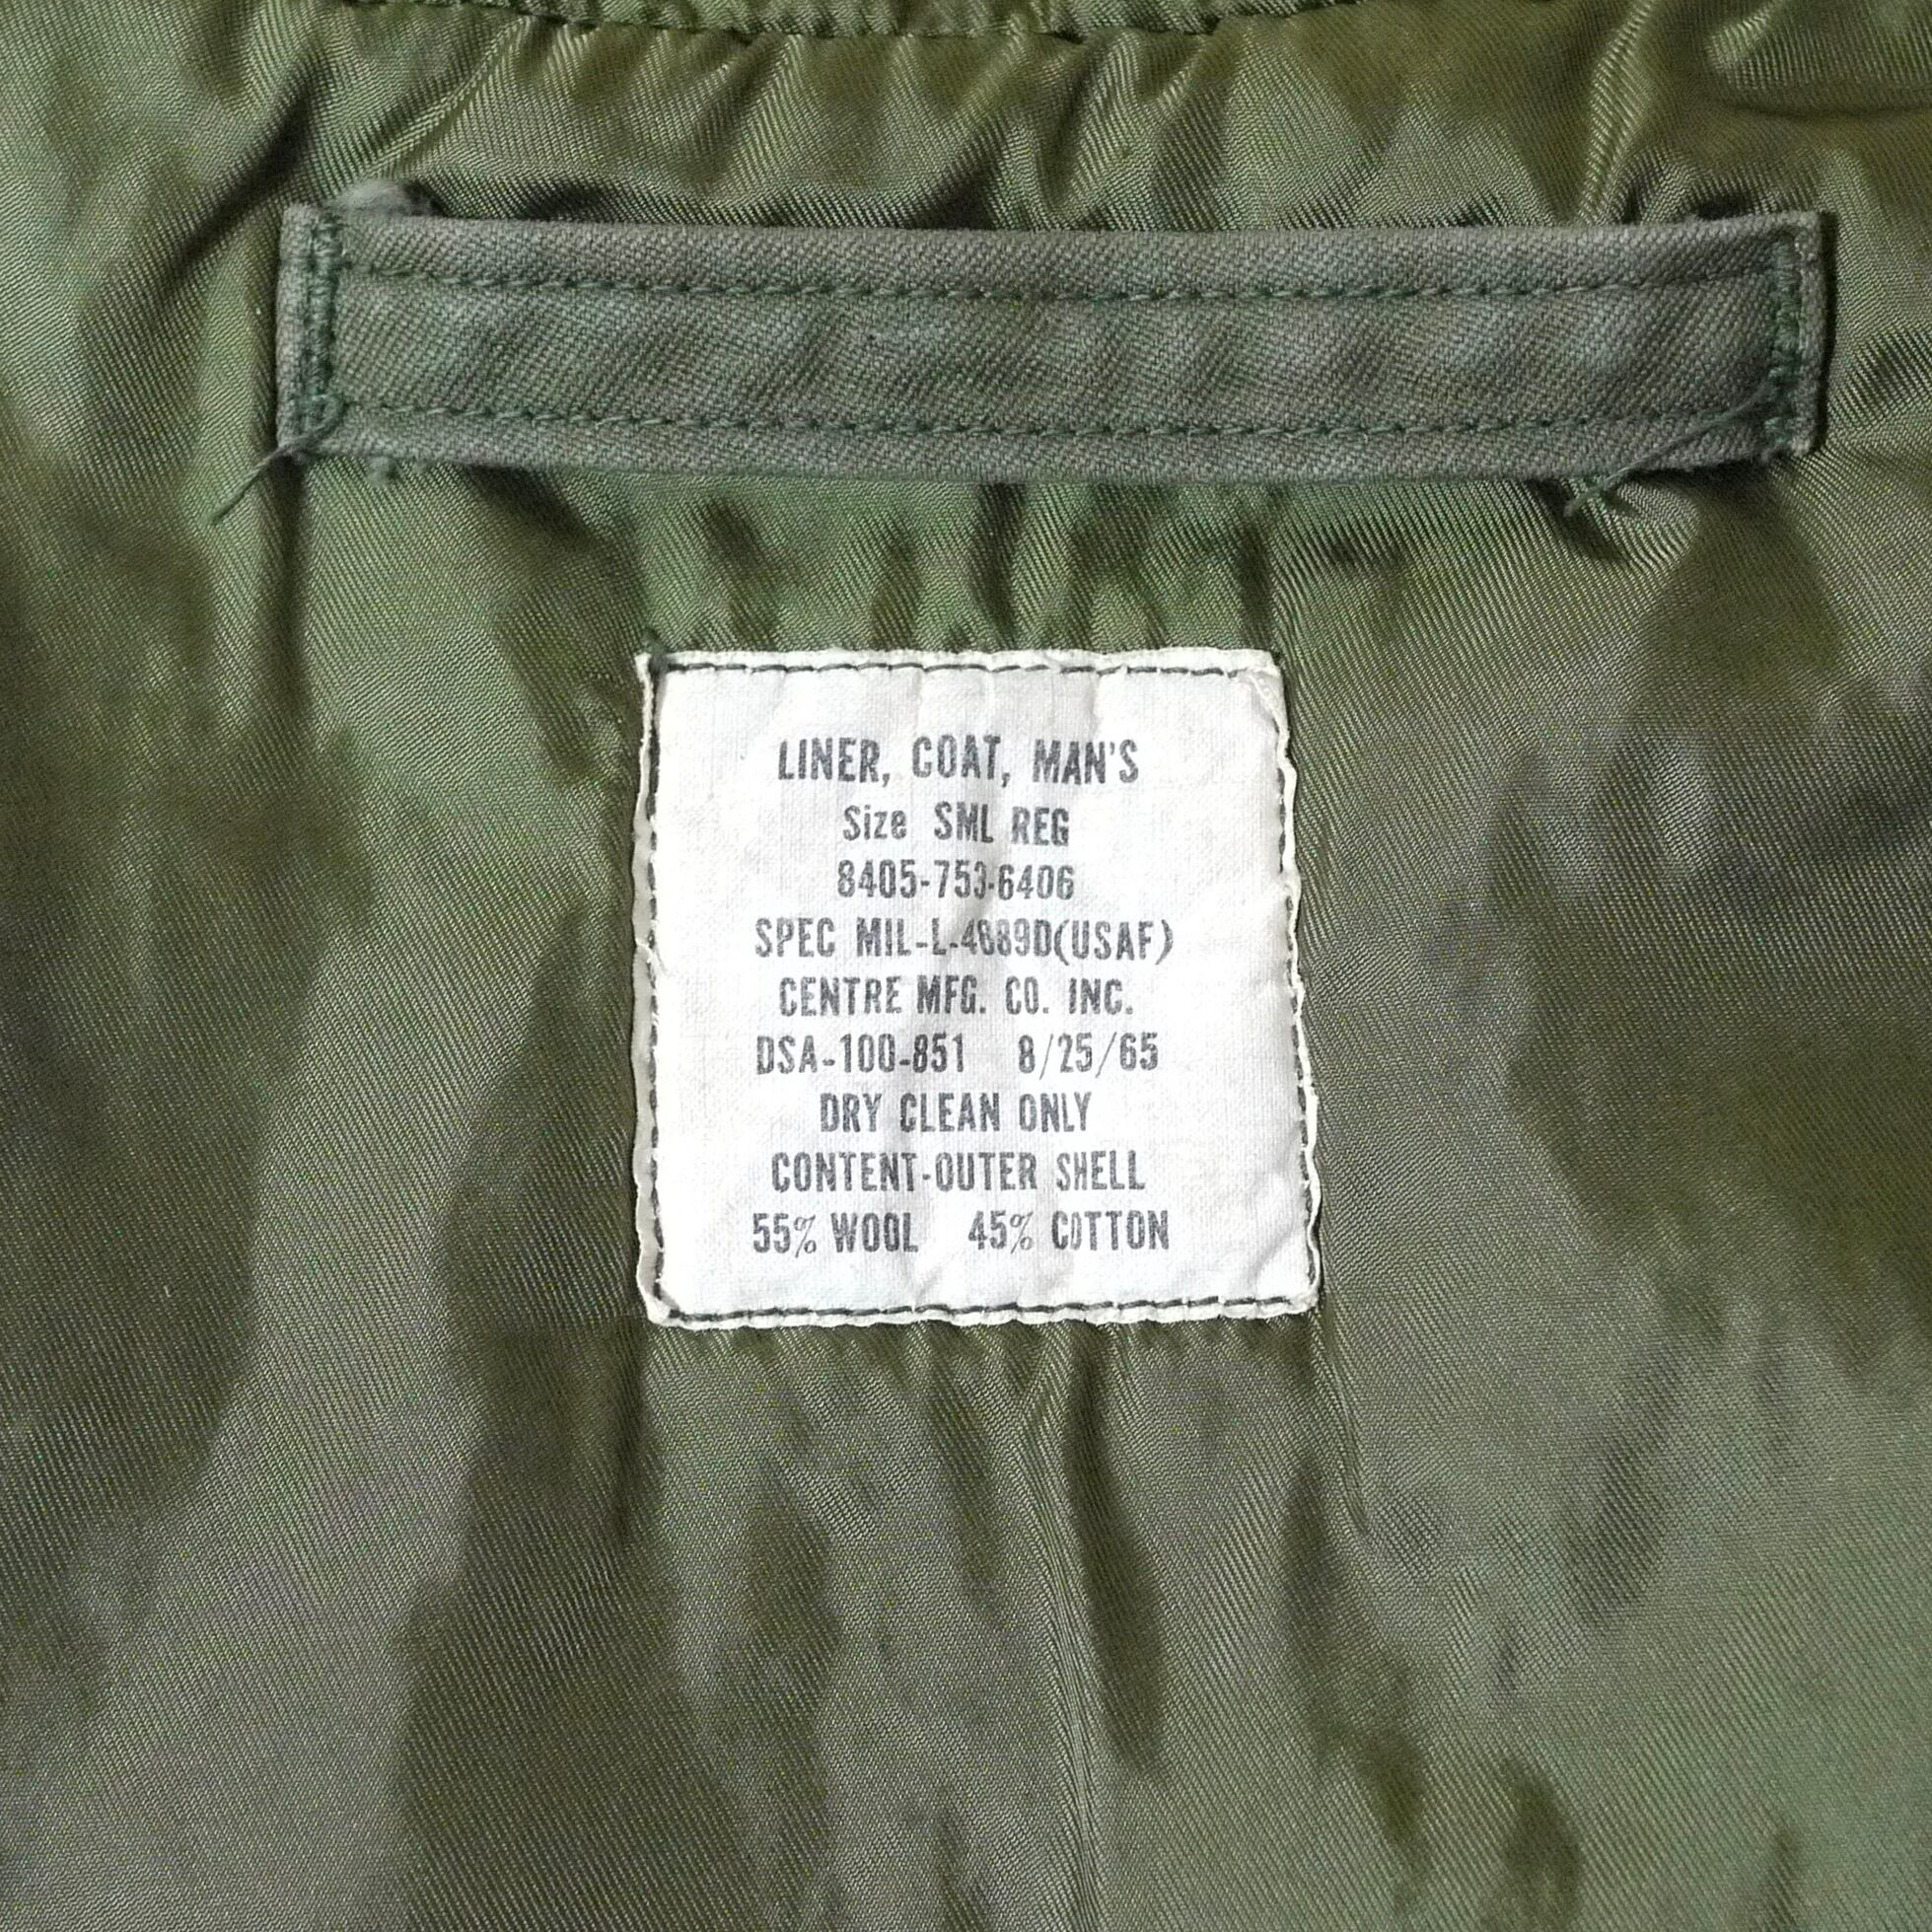 LINER, COAT, MAN'S
Size SML REG
8405-753-6406
SPEC MIL-L-4889D(USAF)
CENTRE MFG. CO. INC.
DSA-100-851 8/25/65
DRY CLEAN ONLY
CONTENT-OUTER SHELL
55% WOOL 45% COTTON